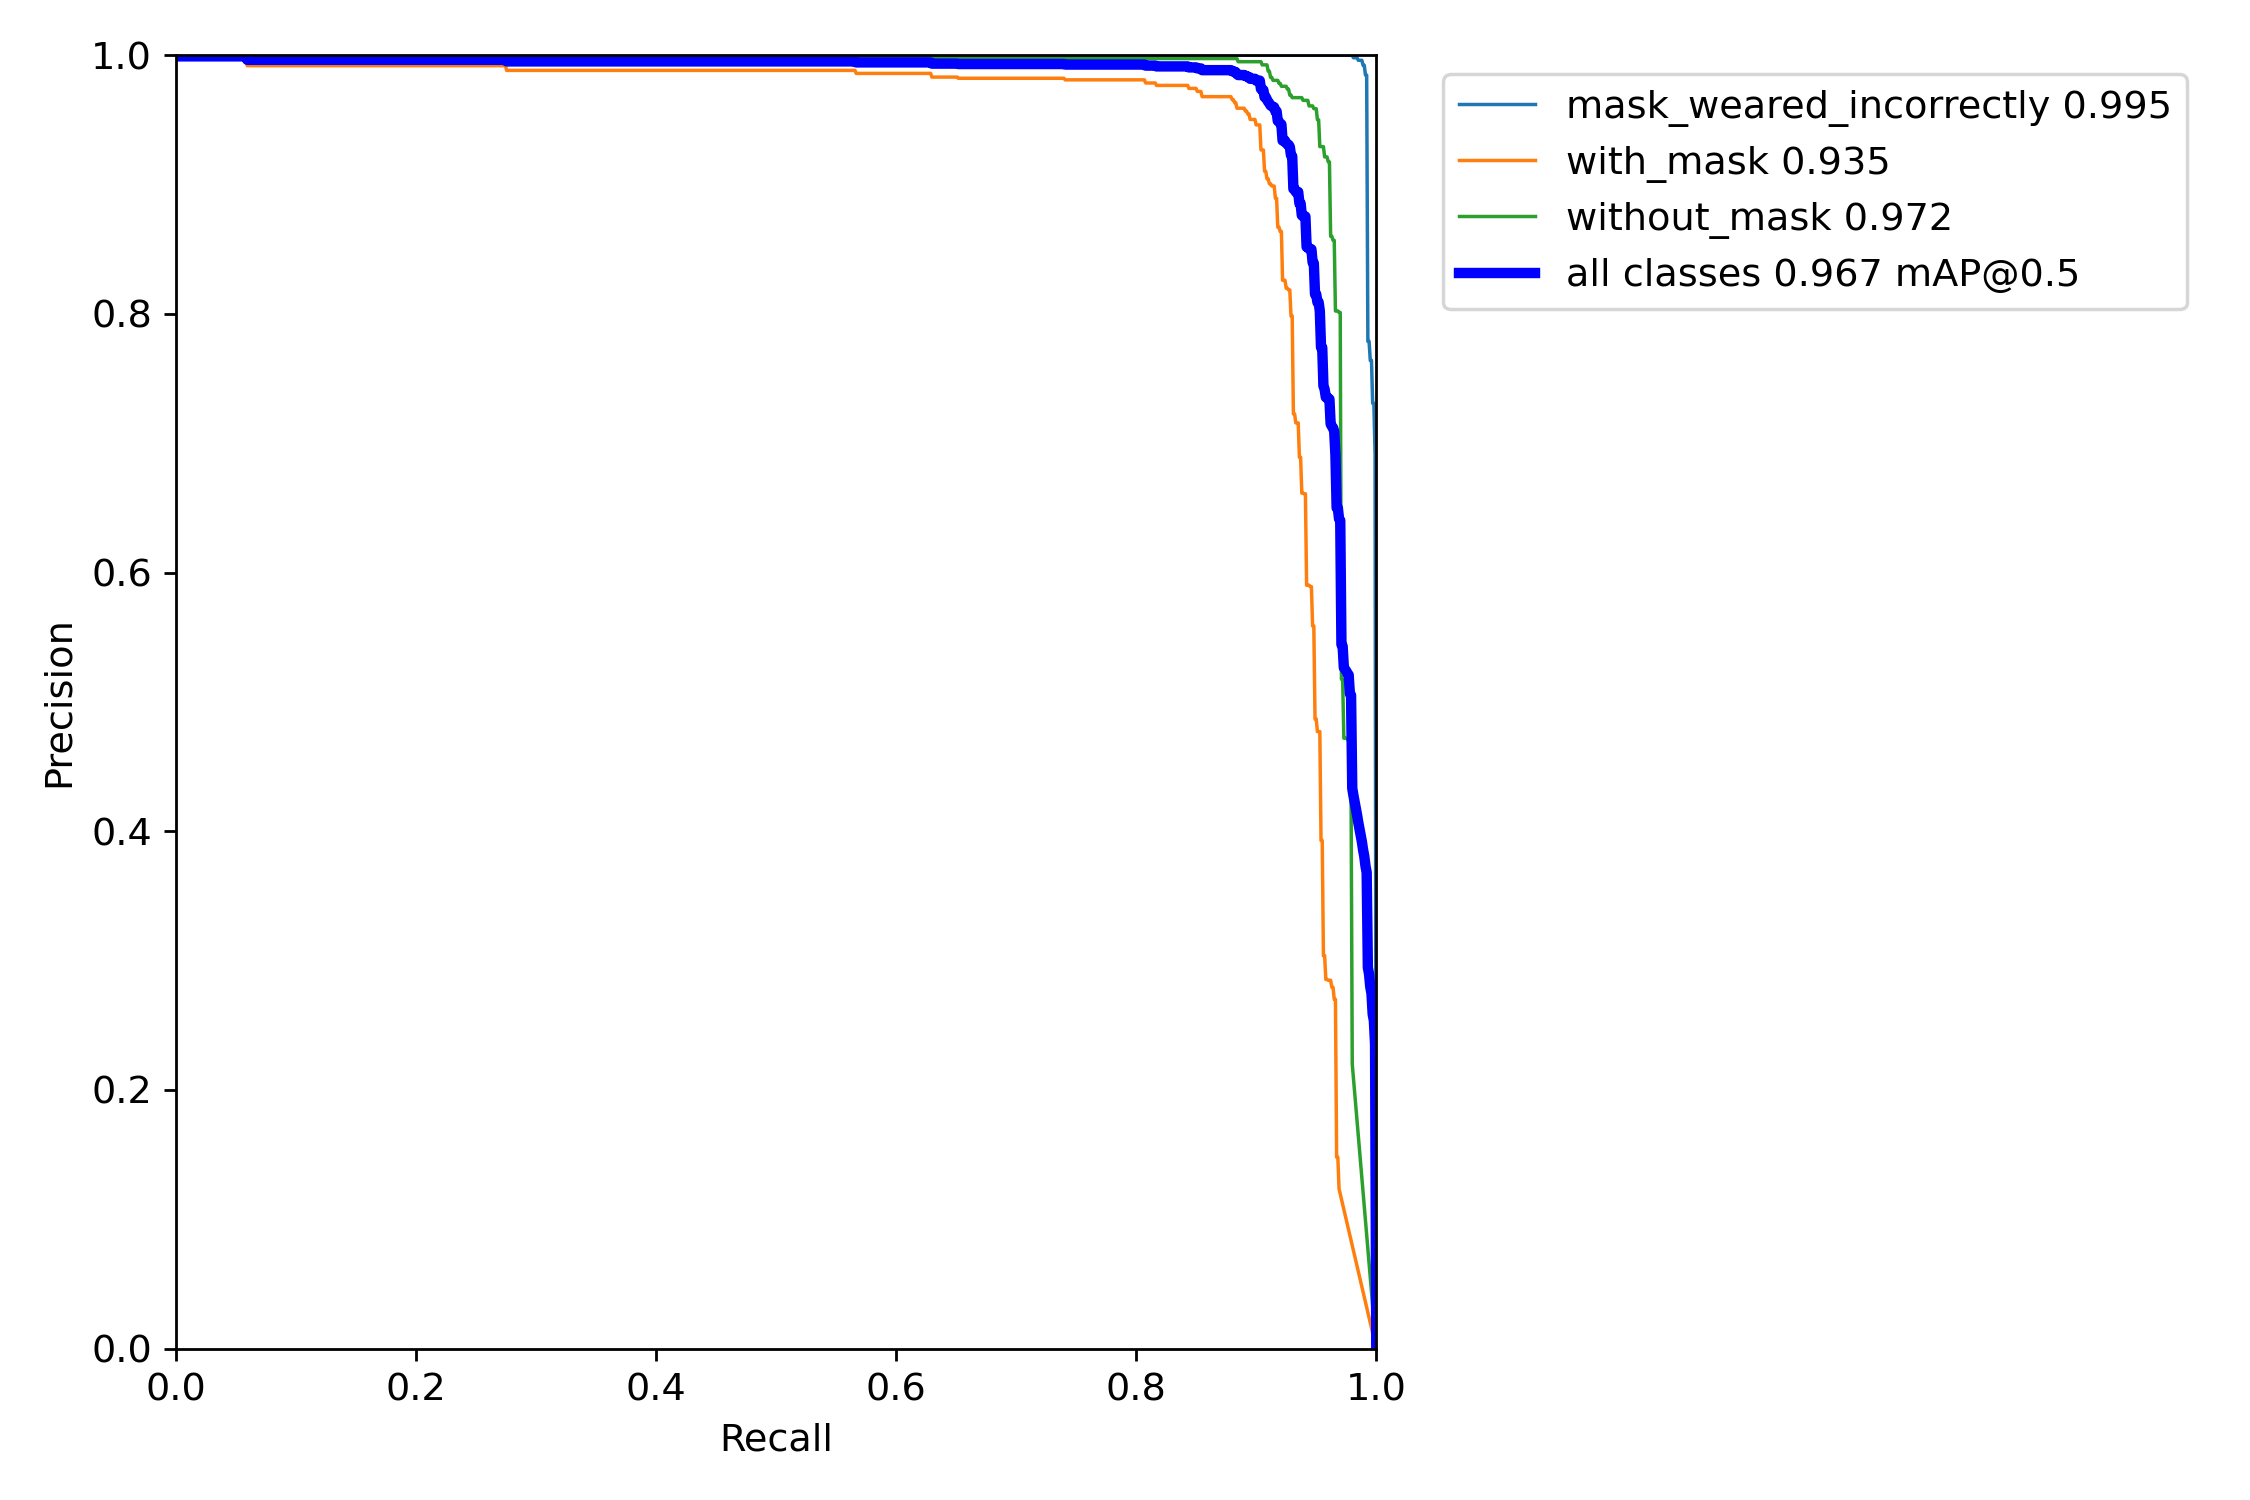 1.0
0.8
0.6
0.4
0.2
0.0
Precision
0.0 0.2 0.4 0.6 0.8 1.0
Recall
mask_weared_incorrectly 0.995
with_mask 0.935
without_mask 0.972
all classes 0.967 mAP@0.5